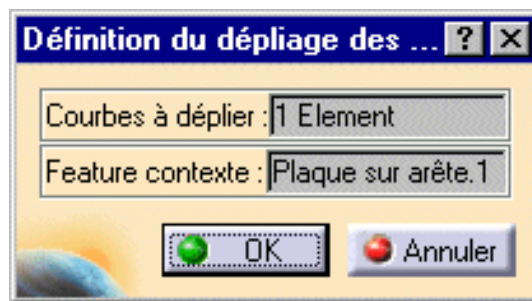 Définition du dépliage des ...
Courbes à déplier : 1 Element
Feature contexte : Plaque sur arête.1
OK Annuler